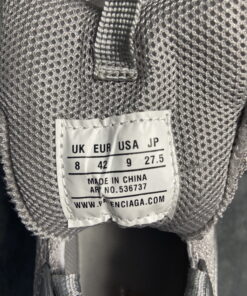 UK EUR USA JP
8 42 9 27.5
MADE IN CHINA
ART NO.536737